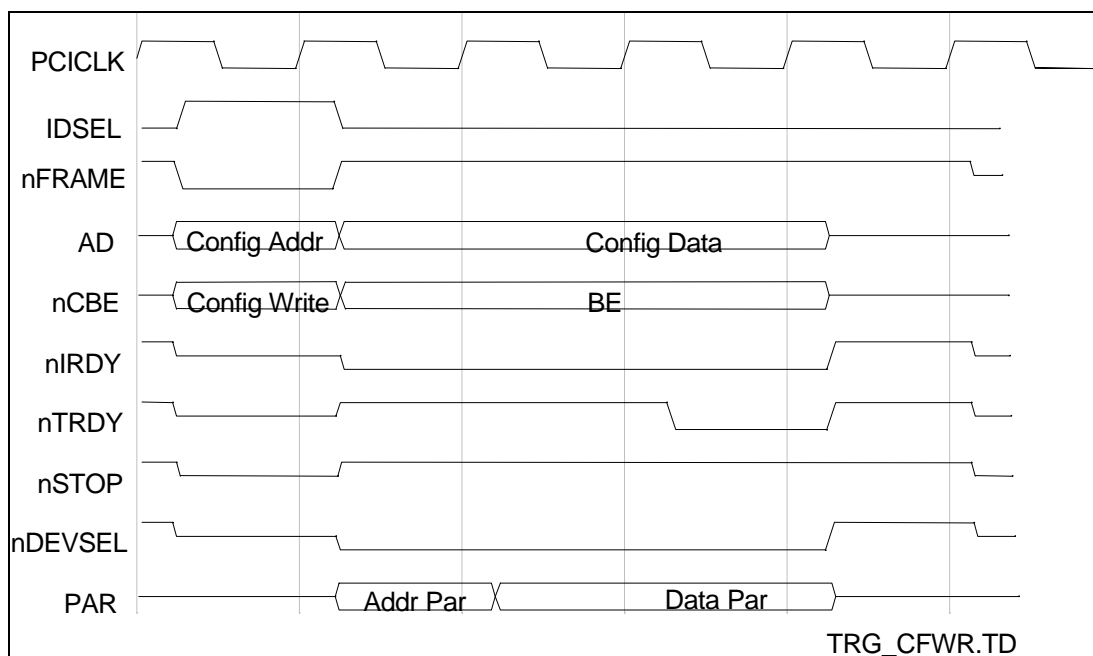 PCICLK
IDSEL
nFRAME
AD Config Addr Config Data
nCBE Config Write BE
nIRDY
nTRDY
nSTOP
nDEVSEL
PAR Addr Par Data Par
TRG_CFWR.TD